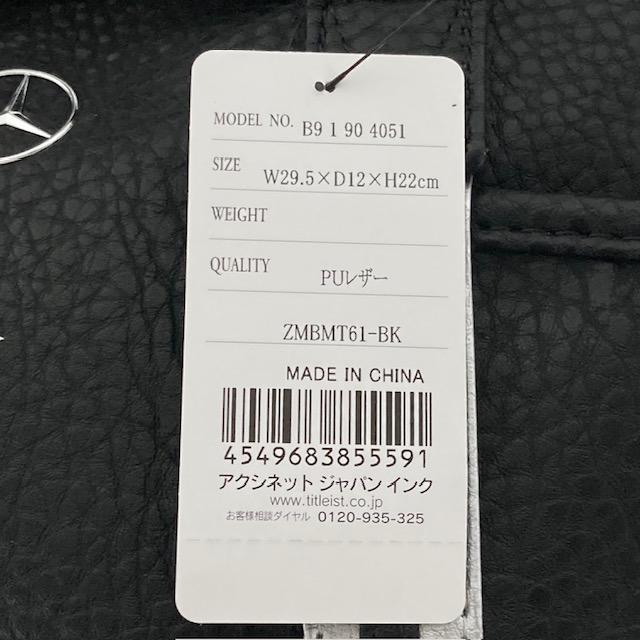 MODEL NO. B9 1 90 4051
SIZE W29.5×D12×H22cm
WEIGHT
QUALITY PUレザー
ZMBMT61-BK
MADE IN CHINA
4549683855591
アクシネット ジャパン インク
www.titleist.co.jp
お客様相談ダイヤル 0120-935-325